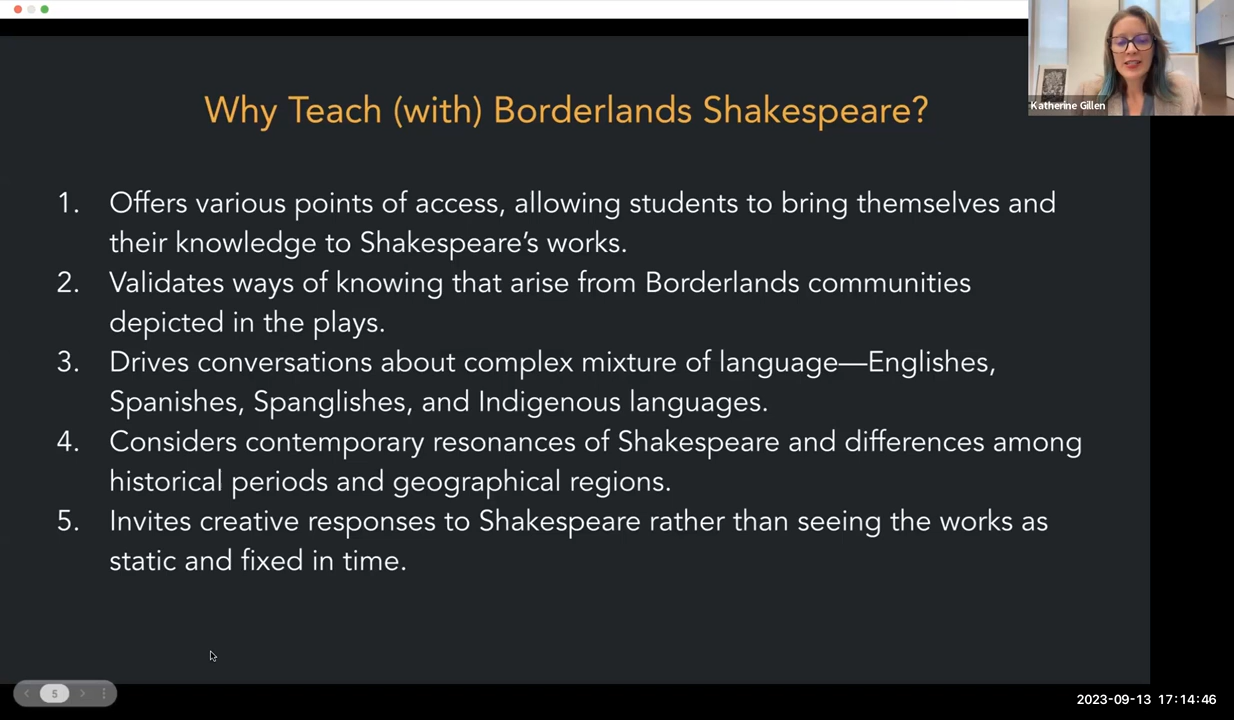 Katherine Gillen
Why Teach (with) Borderlands Shakespeare?
1. Offers various points of access, allowing students to bring themselves and
their knowledge to Shakespeare's works.
2. Validates ways of knowing that arise from Borderlands communities
depicted in the plays.
3. Drives conversations about complex mixture of language—Englishes,
Spanishes, Spanglishes, and Indigenous languages.
4. Considers contemporary resonances of Shakespeare and differences among
historical periods and geographical regions.
5. Invites creative responses to Shakespeare rather than seeing the works as
static and fixed in time.
5
2023-09-13 17:14:46